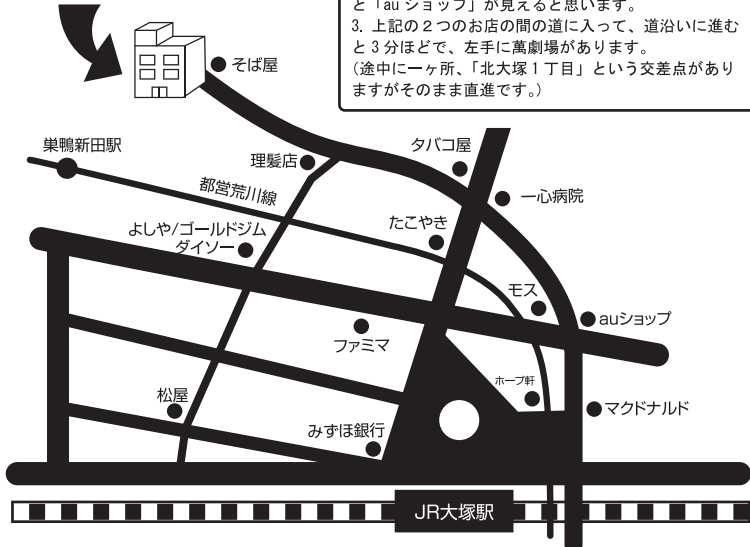 と「auショップ」が見えると思います。
3. 上記の２つのお店の間の道に入って、道沿いに進む
と３分ほどで、左手に萬劇場があります。
(途中に一ヶ所、「北大塚１丁目」という交差点があり
ますがそのまま直進です。)
そば屋
巣鴨新田駅
理髪店
タバコ屋
都営荒川線
一心病院
よしや/ゴールドジム
ダイソー
たこやき
モス
auショップ
ファミマ
ホープ軒
松屋
マクドナルド
みずほ銀行
JR大塚駅